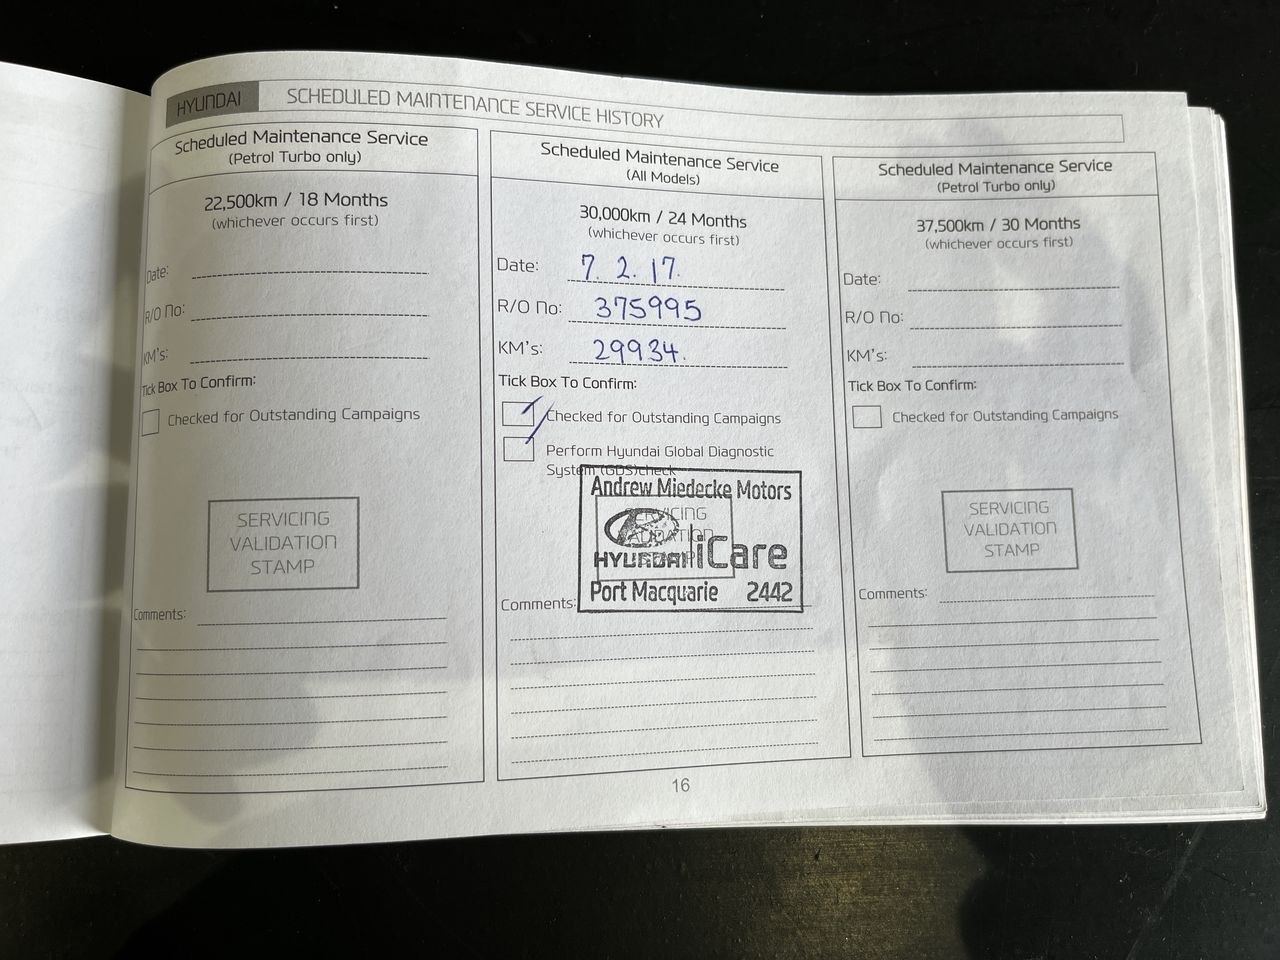 HYUNDAI SCHEDULED MAINTENANCE SERVICE HISTORY
Scheduled Maintenance Service
(Petrol Turbo only)
22,500km / 18 Months
(whichever occurs first)
Date:
R/O No:
KM's:
Tick Box To Confirm:
Checked for Outstanding Campaigns
SERVICING
VALIDATION
STAMP
Comments:
Scheduled Maintenance Service
(All Models)
30,000km / 24 Months
(whichever occurs first)
Date: 7. 2. 17.
R/O No: 375995
KM's: 29934.
Tick Box To Confirm:
Checked for Outstanding Campaigns
Perform Hyundai Global Diagnostic
System (GDS)check
Andrew Miedecke Motors
SERVICING
VALIDATION
HYUNDAI iCare
Port Macquarie 2442
Comments:
Scheduled Maintenance Service
(Petrol Turbo only)
37,500km / 30 Months
(whichever occurs first)
Date:
R/O No:
KM's:
Tick Box To Confirm:
Checked for Outstanding Campaigns
SERVICING
VALIDATION
STAMP
Comments:
16